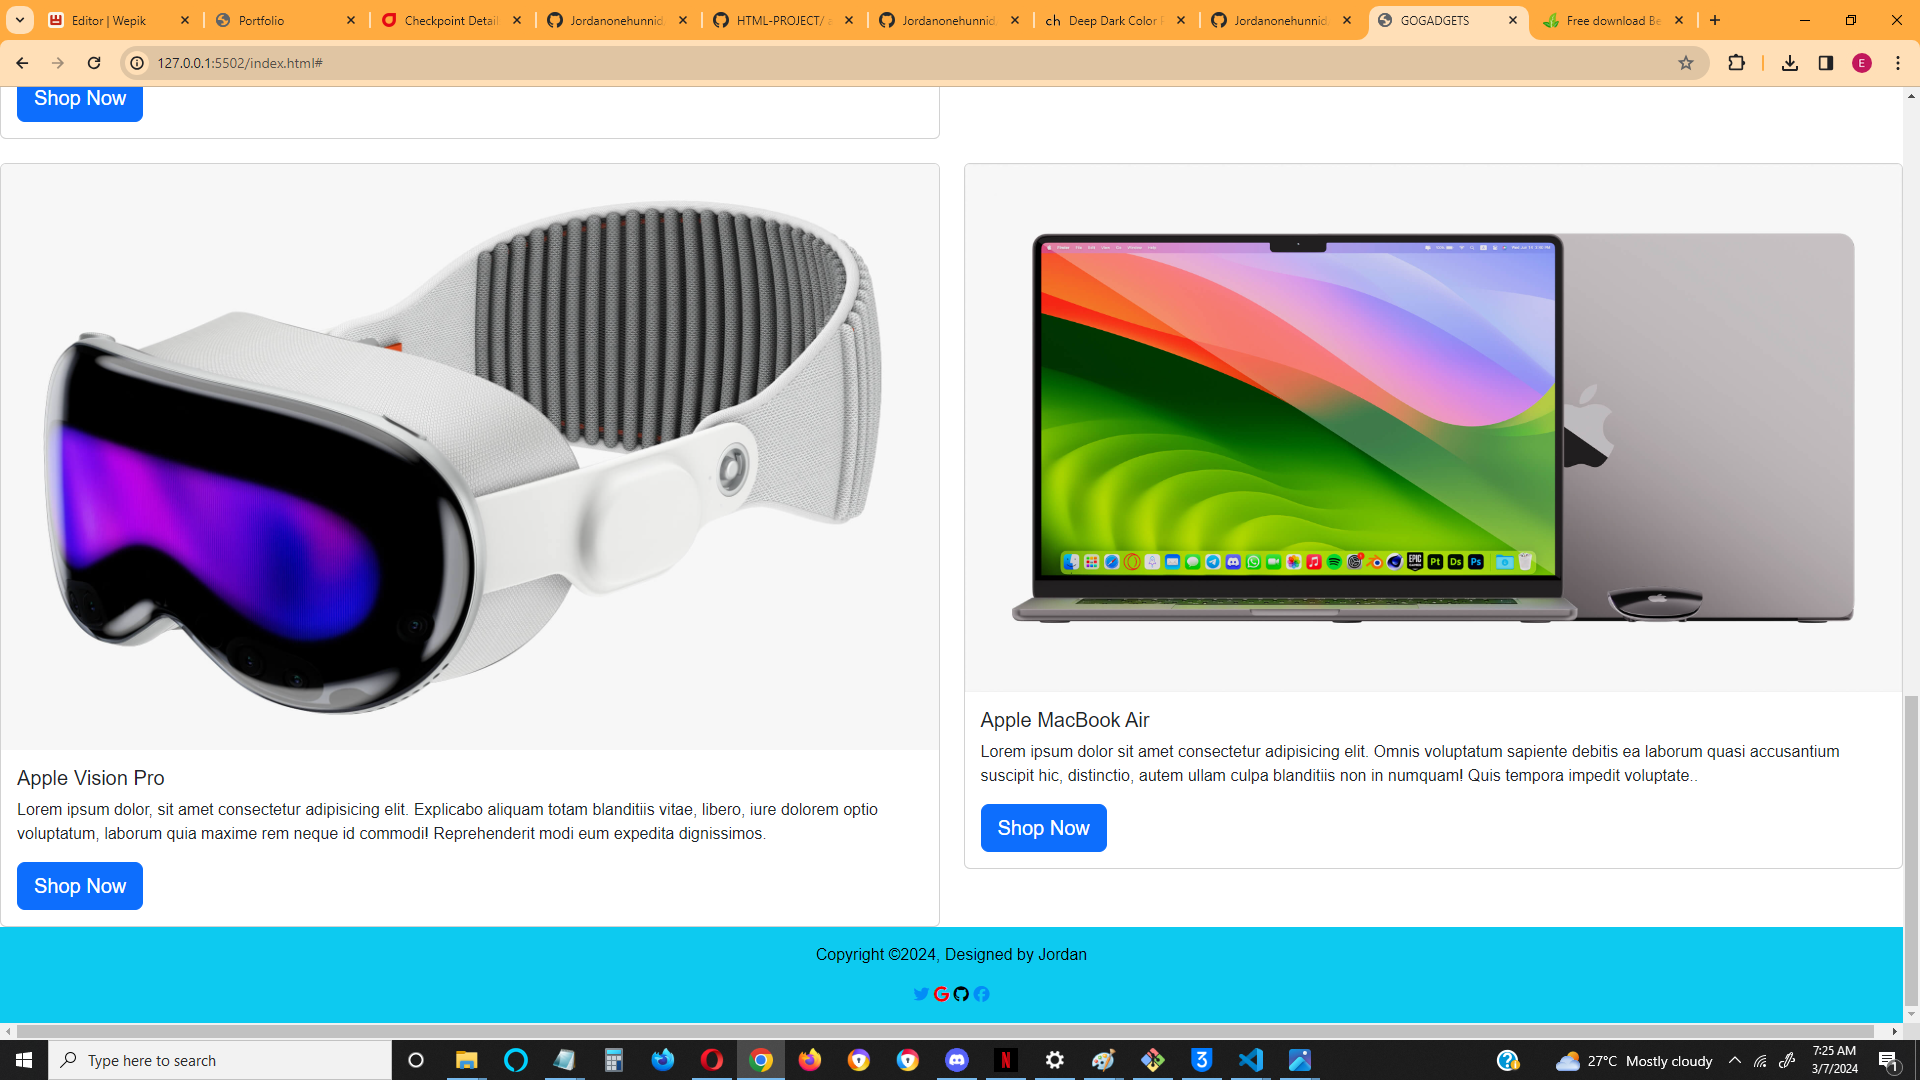 Editor | Wepik
Portfolio
Checkpoint Detail
Jordanonehunnid
HTML-PROJECT/
Jordanonehunnid
Deep Dark Color
Jordanonehunnid
GOGADGETS
Free download Be
127.0.0.1:5502/index.html#
E
Shop Now
Apple MacBook Air
Lorem ipsum dolor sit amet consectetur adipisicing elit. Omnis voluptatum sapiente debitis ea laborum quasi accusantium
suscipit hic, distinctio, autem ullam culpa blanditiis non in numquam! Quis tempora impedit voluptate..
Shop Now
Apple Vision Pro
Lorem ipsum dolor, sit amet consectetur adipisicing elit. Explicabo aliquam totam blanditiis vitae, libero, iure dolorem optio
voluptatum, laborum quia maxime rem neque id commodi! Reprehenderit modi eum expedita dignissimos.
Shop Now
Copyright ©2024, Designed by Jordan
Type here to search
27°C Mostly cloudy
7:25 AM
3/7/2024
1